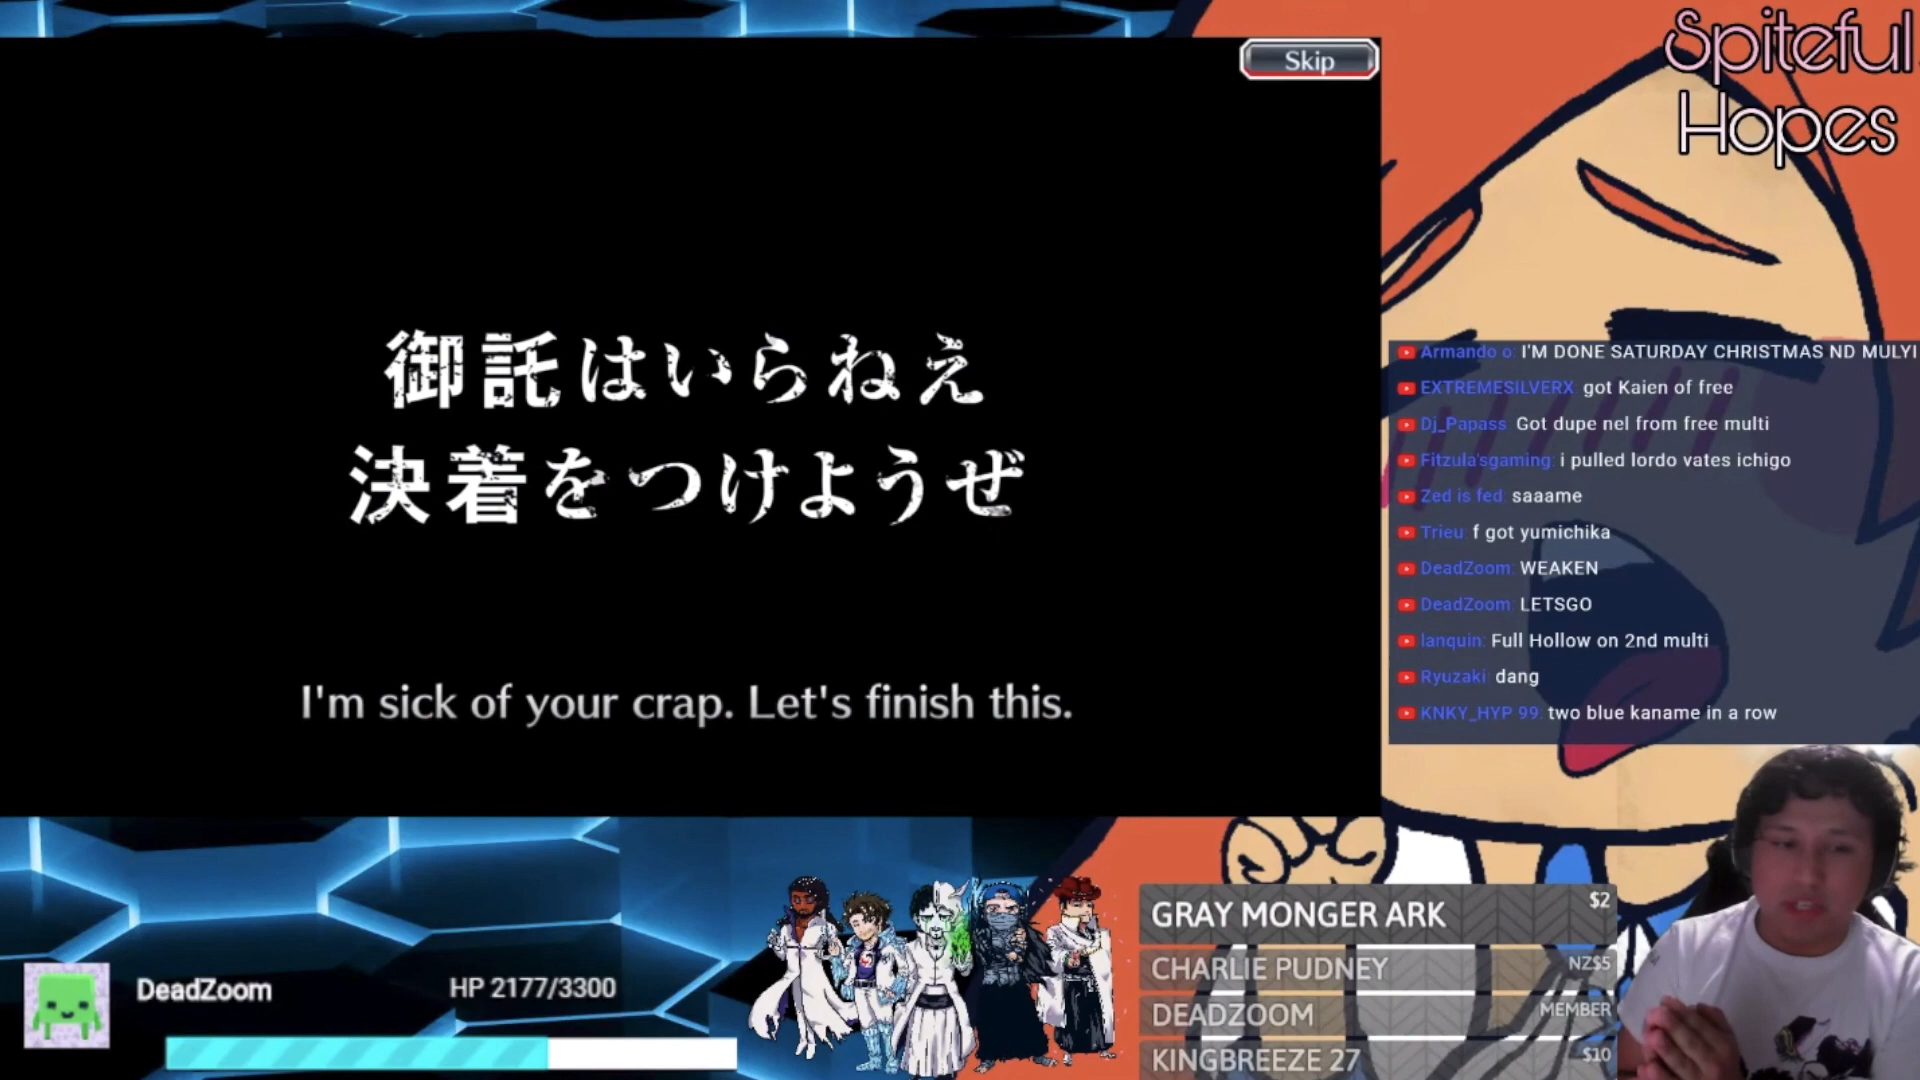 Spiteful
Hopes
Skip
御託はいらねえ
決着をつけようぜ
I'm sick of your crap. Let's finish this.
Armando o: I'M DONE SATURDAY CHRISTMAS ND MULYI
EXTREMESILVERX: got Kaien of free
Dj_Papass: Got dupe nel from free multi
Fitzula'sgaming: i pulled lordo vates ichigo
Zed is fed: saaame
Trieu: f got yumichika
DeadZoom: WEAKEN
DeadZoom: LETSGO
lanquin: Full Hollow on 2nd multi
Ryuzaki: dang
KNKY_HYP 99: two blue kaname in a row
DeadZoom HP 2177/3300
GRAY MONGER ARK $2
CHARLIE PUDNEY NZ$5
DEADZOOM MEMBER
KINGBREEZE 27 $10